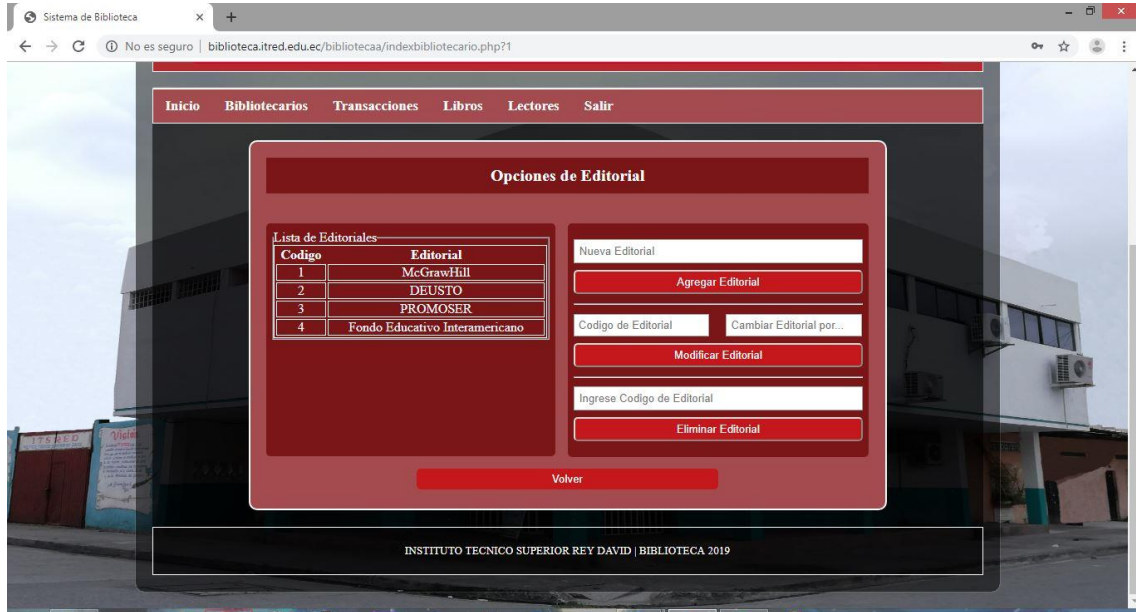 Sistema de Biblioteca
No es seguro | biblioteca.itred.edu.ec/bibliotecaa/indexbibliotecario.php?1
Inicio Bibliotecarios Transacciones Libros Lectores Salir
Opciones de Editorial
Lista de Editoriales
Codigo Editorial
1 McGrawHill
2 DEUSTO
3 PROMOSER
4 Fondo Educativo Interamericano
Nueva Editorial
Agregar Editorial
Codigo de Editorial Cambiar Editorial por...
Modificar Editorial
Ingrese Codigo de Editorial
Eliminar Editorial
Volver
ITSRED
Visión
INSTITUTO TECNICO SUPERIOR REY DAVID | BIBLIOTECA 2019